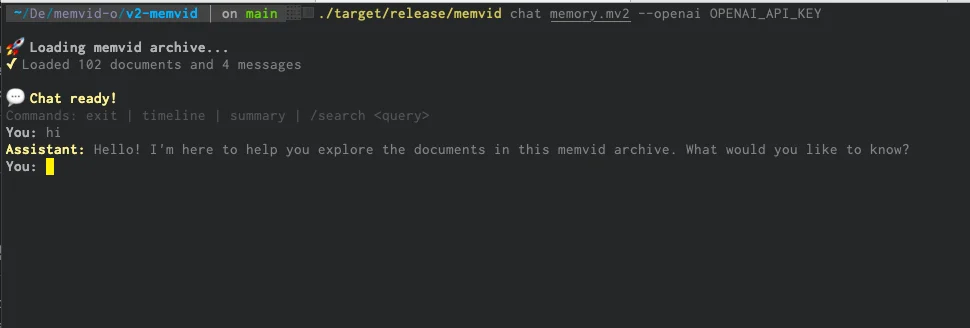 ~/De/memvid-o/v2-memvid | on main ./target/release/memvid chat memory.mv2 --openai OPENAI_API_KEY
🚀 Loading memvid archive...
✓ Loaded 102 documents and 4 messages
💬 Chat ready!
Commands: exit | timeline | summary | /search <query>
You: hi
Assistant: Hello! I'm here to help you explore the documents in this memvid archive. What would you like to know?
You: